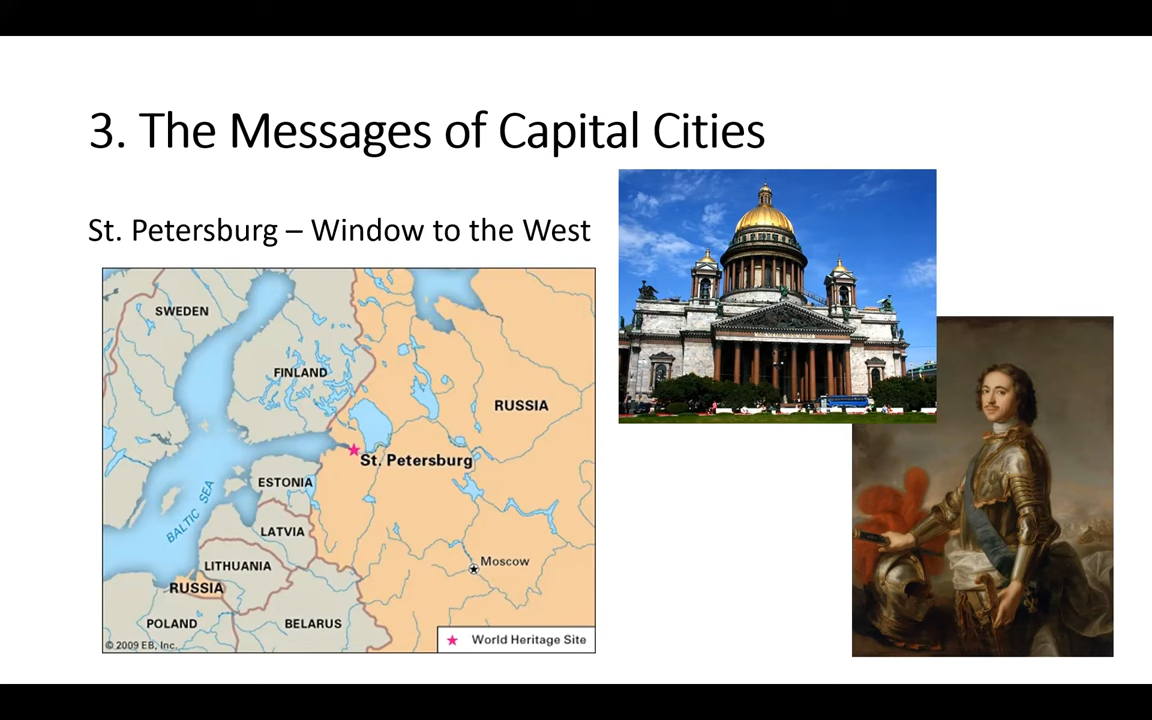 3. The Messages of Capital Cities
St. Petersburg – Window to the West
SWEDEN
FINLAND
RUSSIA
St. Petersburg
ESTONIA
BALTIC SEA
LATVIA
Moscow
LITHUANIA
RUSSIA
POLAND
BELARUS
World Heritage Site
© 2009 EB, Inc.